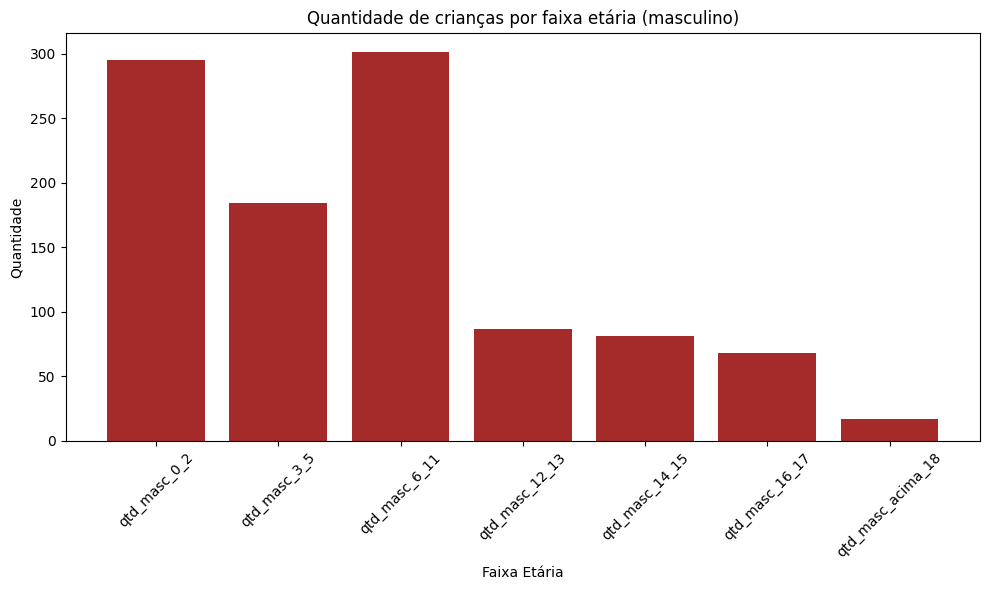 Quantidade de crianças por faixa etária (masculino)
Quantidade
300
250
200
150
100
50
0
qtd_masc_0_2
qtd_masc_3_5
qtd_masc_6_11
qtd_masc_12_13
qtd_masc_14_15
qtd_masc_16_17
qtd_masc_acima_18
Faixa Etária